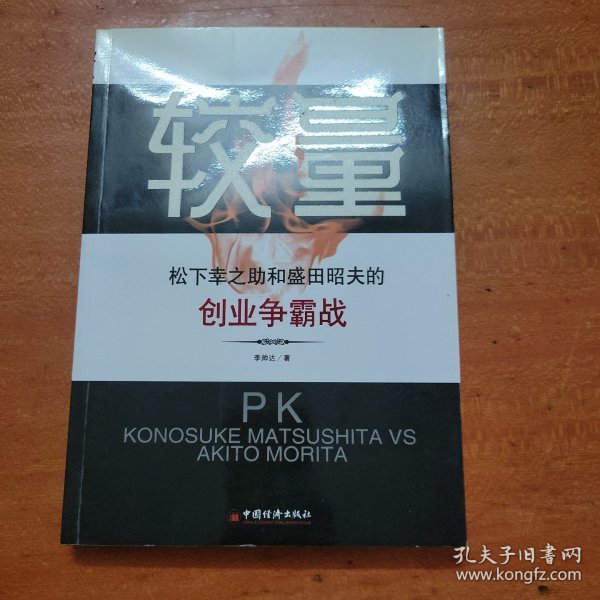 较量
松下幸之助和盛田昭夫的
创业争霸战
李帅达／著
PK
KONOSUKE MATSUSHITA VS
AKITO MORITA
中国经济出版社
孔夫子旧书网
www.kongfz.com